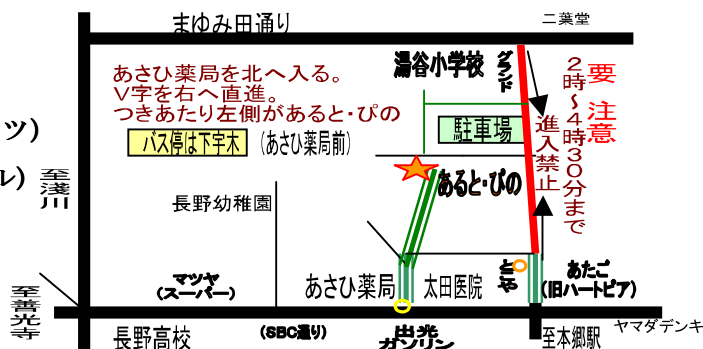 まゆみ田通り
二葉堂
あさひ薬局を北へ入る。
V字を右へ直進。
つきあたり左側があると・ぴの
バス停は下宇木
(あさひ薬局前)
湯谷小学校
グランド
駐車場
要注意
2時~4時30分まで
進入禁止
ツ)
ル)
至淺川
長野幼稚園
あると・ぴの
マツヤ
(スーパー)
あさひ薬局
太田医院
とこや
あたご
(旧ハートピア)
至善光寺
長野高校
(SBC通り)
出光
ガソリン
至本郷駅
ヤマダデンキ